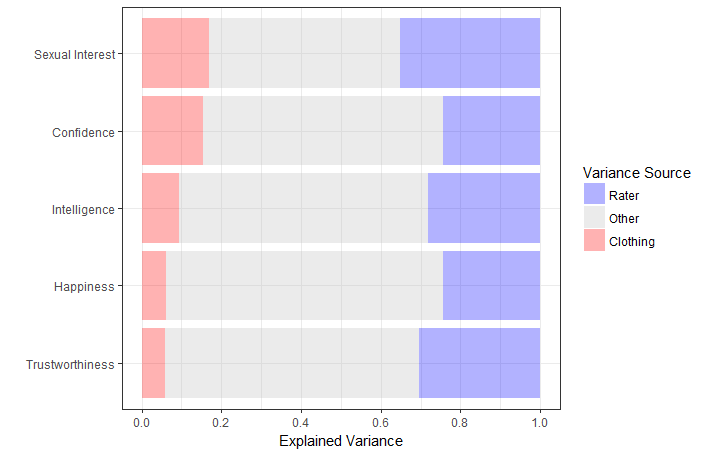 Sexual Interest
Confidence
Intelligence
Happiness
Trustworthiness
0.0 0.2 0.4 0.6 0.8 1.0
Explained Variance
Variance Source
Rater
Other
Clothing